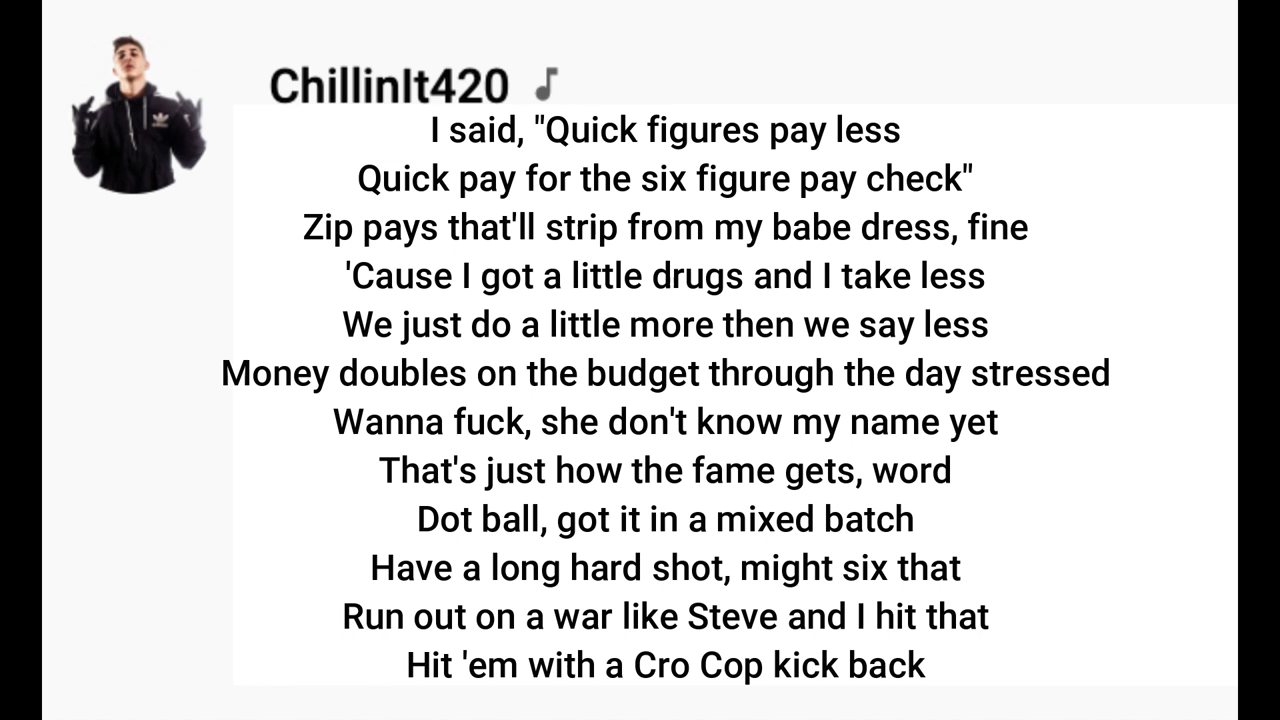 ChillinIt420
I said, "Quick figures pay less
Quick pay for the six figure pay check"
Zip pays that'll strip from my babe dress, fine
'Cause I got a little drugs and I take less
We just do a little more then we say less
Money doubles on the budget through the day stressed
Wanna fuck, she don't know my name yet
That's just how the fame gets, word
Dot ball, got it in a mixed batch
Have a long hard shot, might six that
Run out on a war like Steve and I hit that
Hit 'em with a Cro Cop kick back